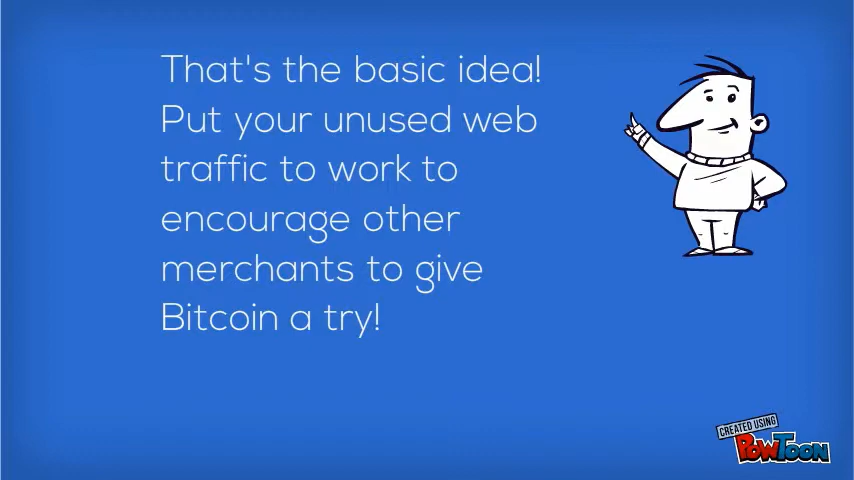 That's the basic idea!
Put your unused web
traffic to work to
encourage other
merchants to give
Bitcoin a try!
CREATED USING
POWTOON